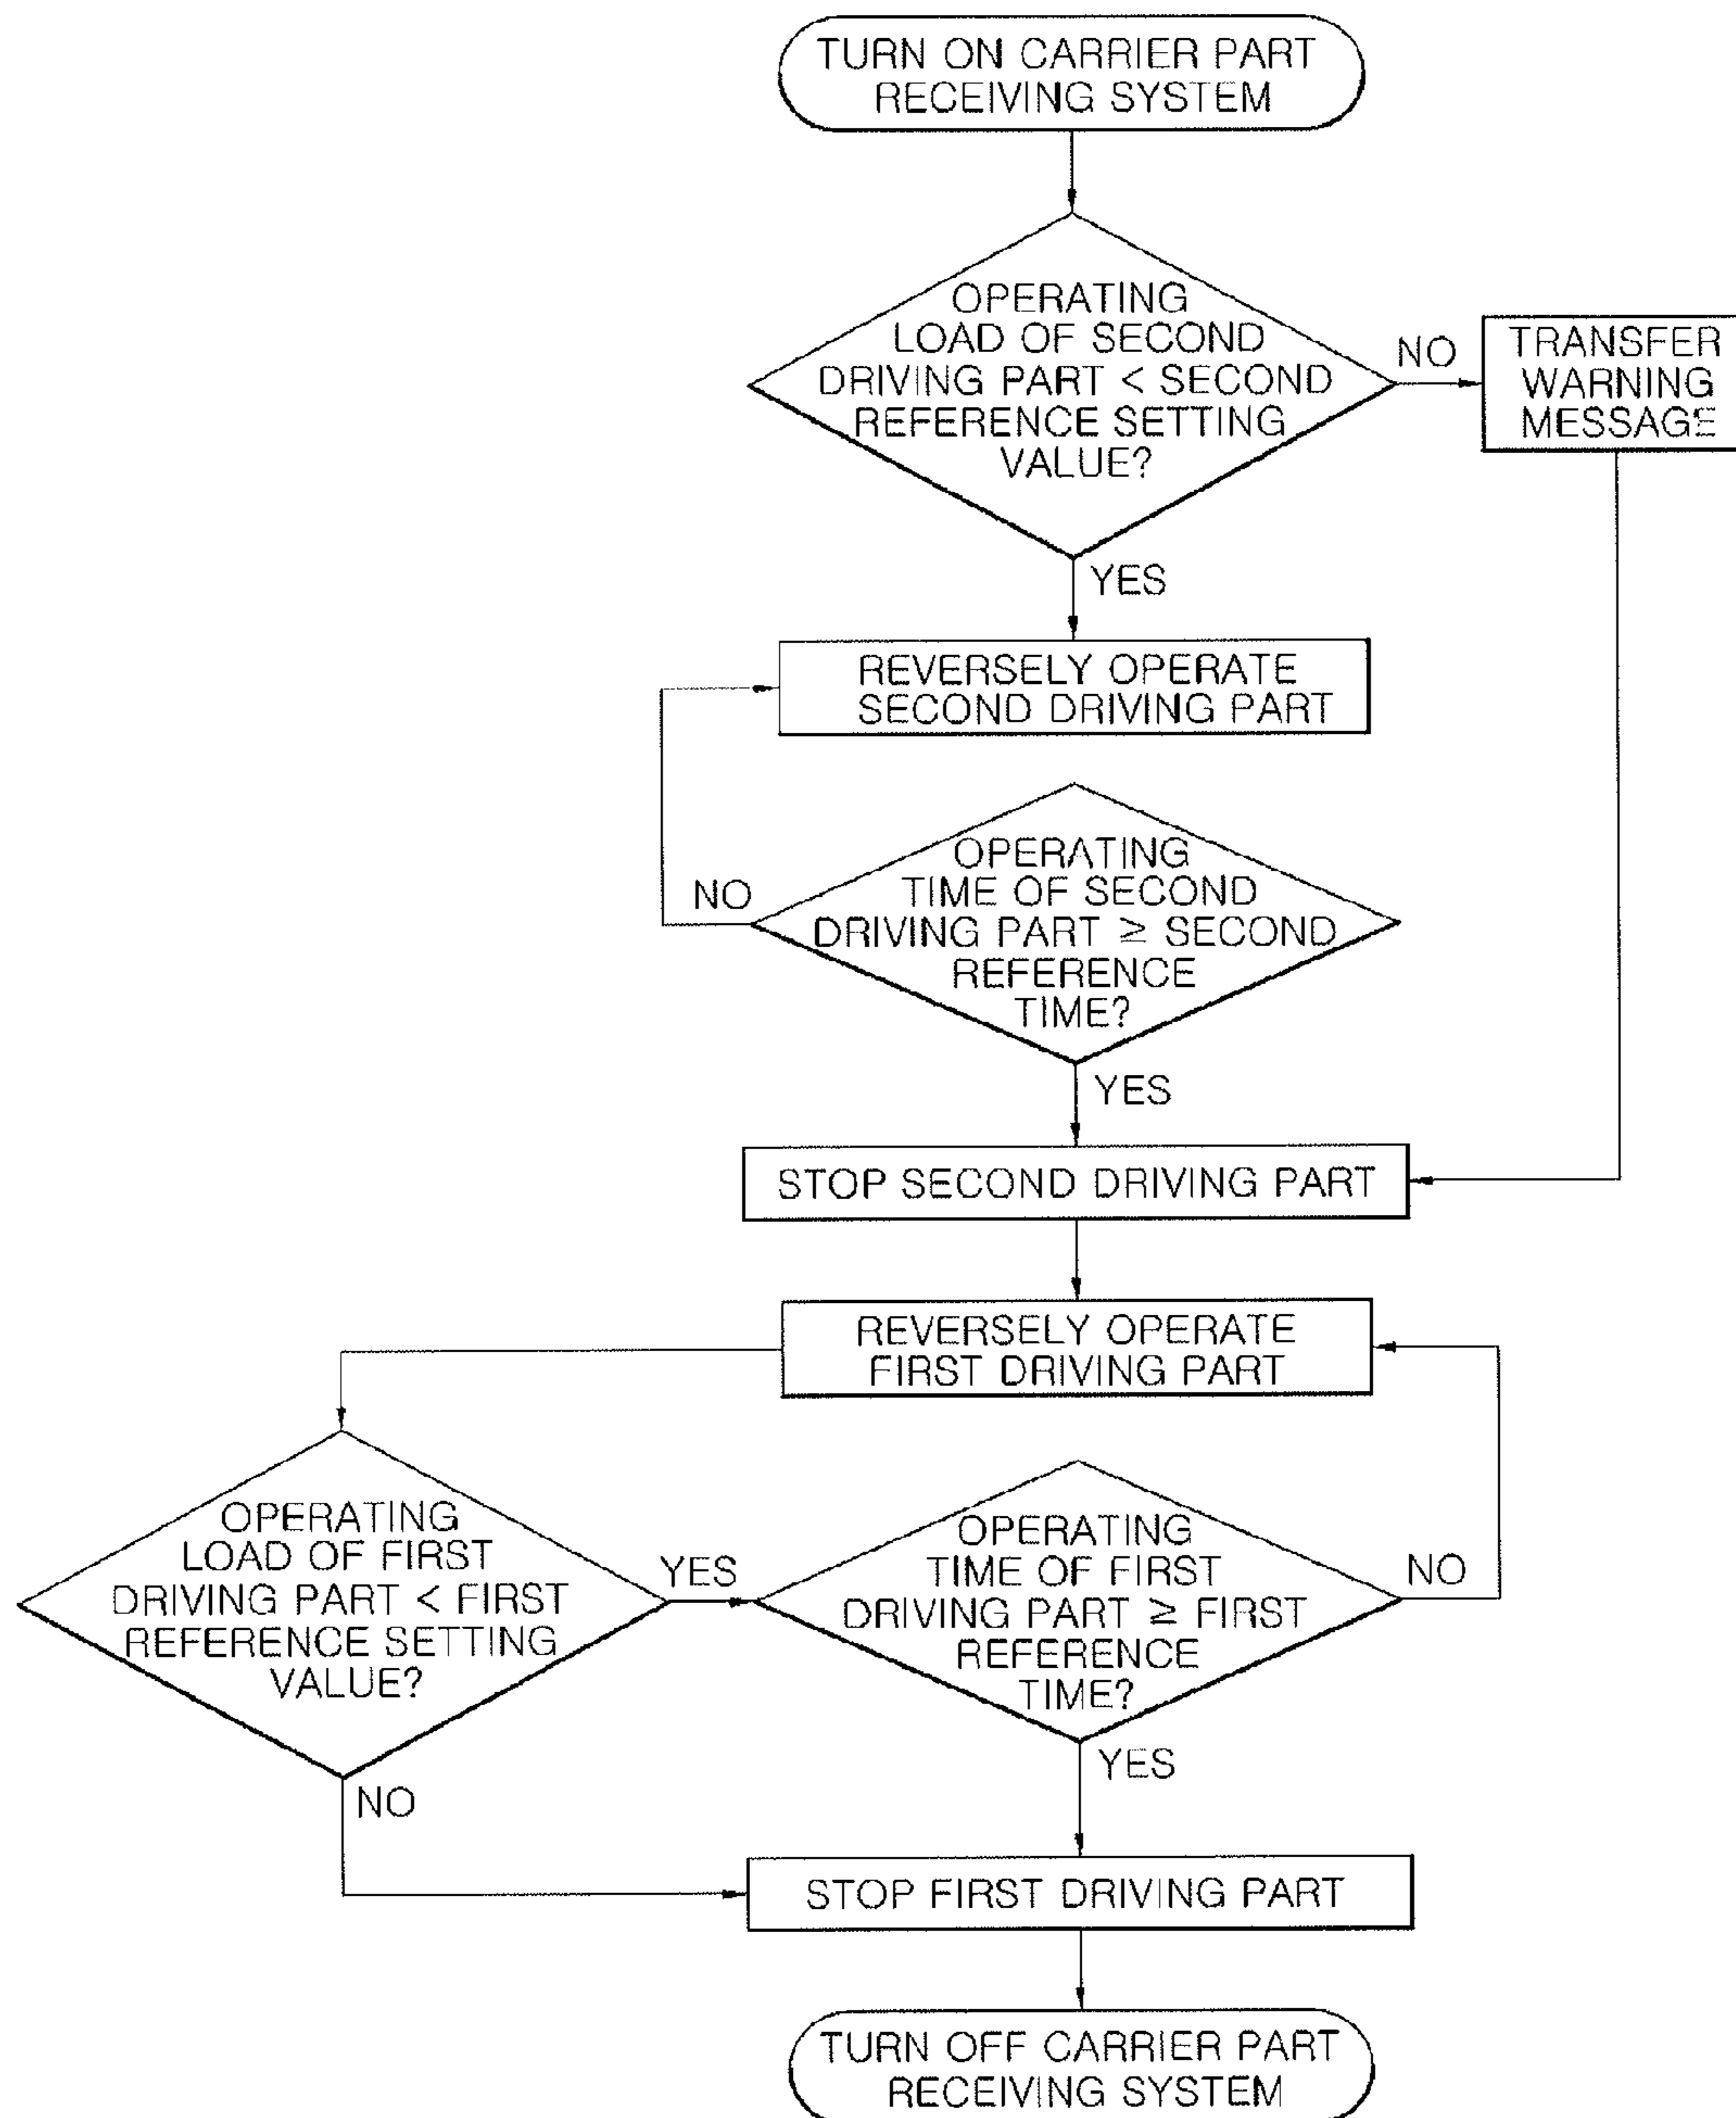 TURN ON CARRIER PART
RECEIVING SYSTEM
OPERATING
LOAD OF SECOND
DRIVING PART < SECOND
REFERENCE SETTING
VALUE?
NO
TRANSFER
WARNING
MESSAGE
YES
REVERSELY OPERATE
SECOND DRIVING PART
OPERATING
TIME OF SECOND
DRIVING PART ≥ SECOND
REFERENCE
TIME?
NO
YES
STOP SECOND DRIVING PART
REVERSELY OPERATE
FIRST DRIVING PART
OPERATING
LOAD OF FIRST
DRIVING PART < FIRST
REFERENCE SETTING
VALUE?
YES
OPERATING
TIME OF FIRST
DRIVING PART ≥ FIRST
REFERENCE
TIME?
NO
YES
NO
STOP FIRST DRIVING PART
TURN OFF CARRIER PART
RECEIVING SYSTEM